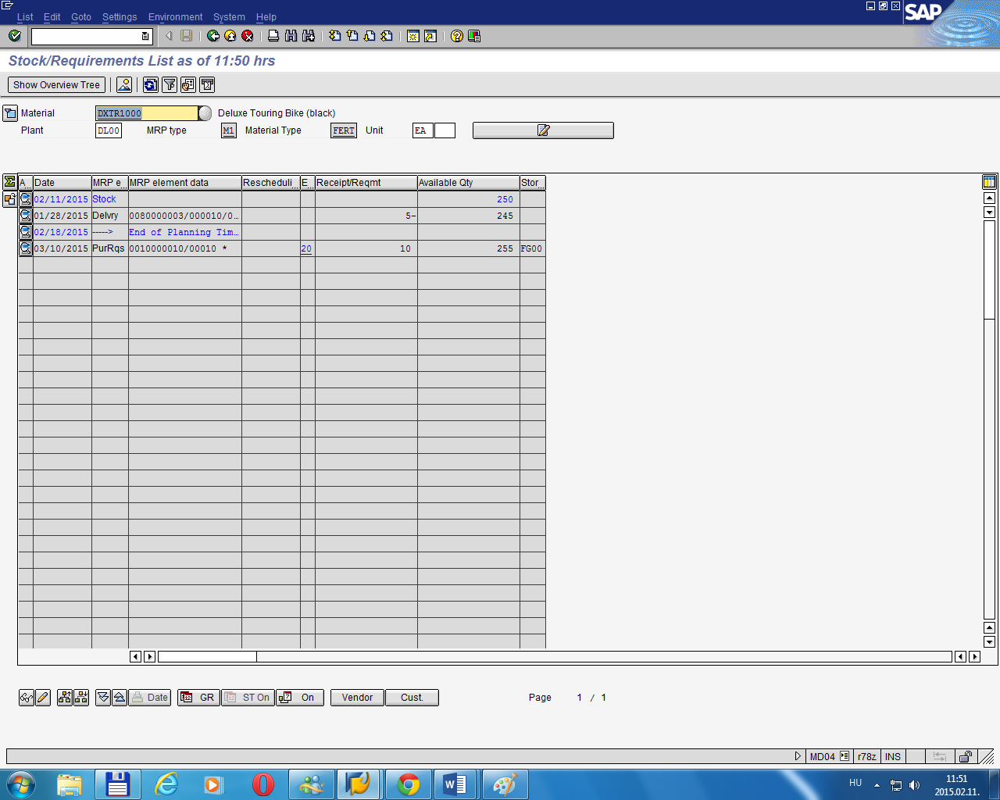 List Edit Goto Settings Environment System Help
SAP
Stock/Requirements List as of 11:50 hrs
Show Overview Tree
Material DXTR1000 Deluxe Touring Bike (black)
Plant DL00 MRP type M1 Material Type FERT Unit EA
A.. Date MRP e.. MRP element data Rescheduli.. E.. Receipt/Reqmt Available Qty Stor..
02/11/2015 Stock 250
01/28/2015 Delvry 0080000003/000010/0… 5- 245
02/18/2015 -----> End of Planning Tim…
03/10/2015 PurRqs 0010000010/00010 * 20 10 255 FG00
Date GR ST On On Vendor Cust. Page 1 / 1
MD04 r78z INS
HU 11:51
2015.02.11.